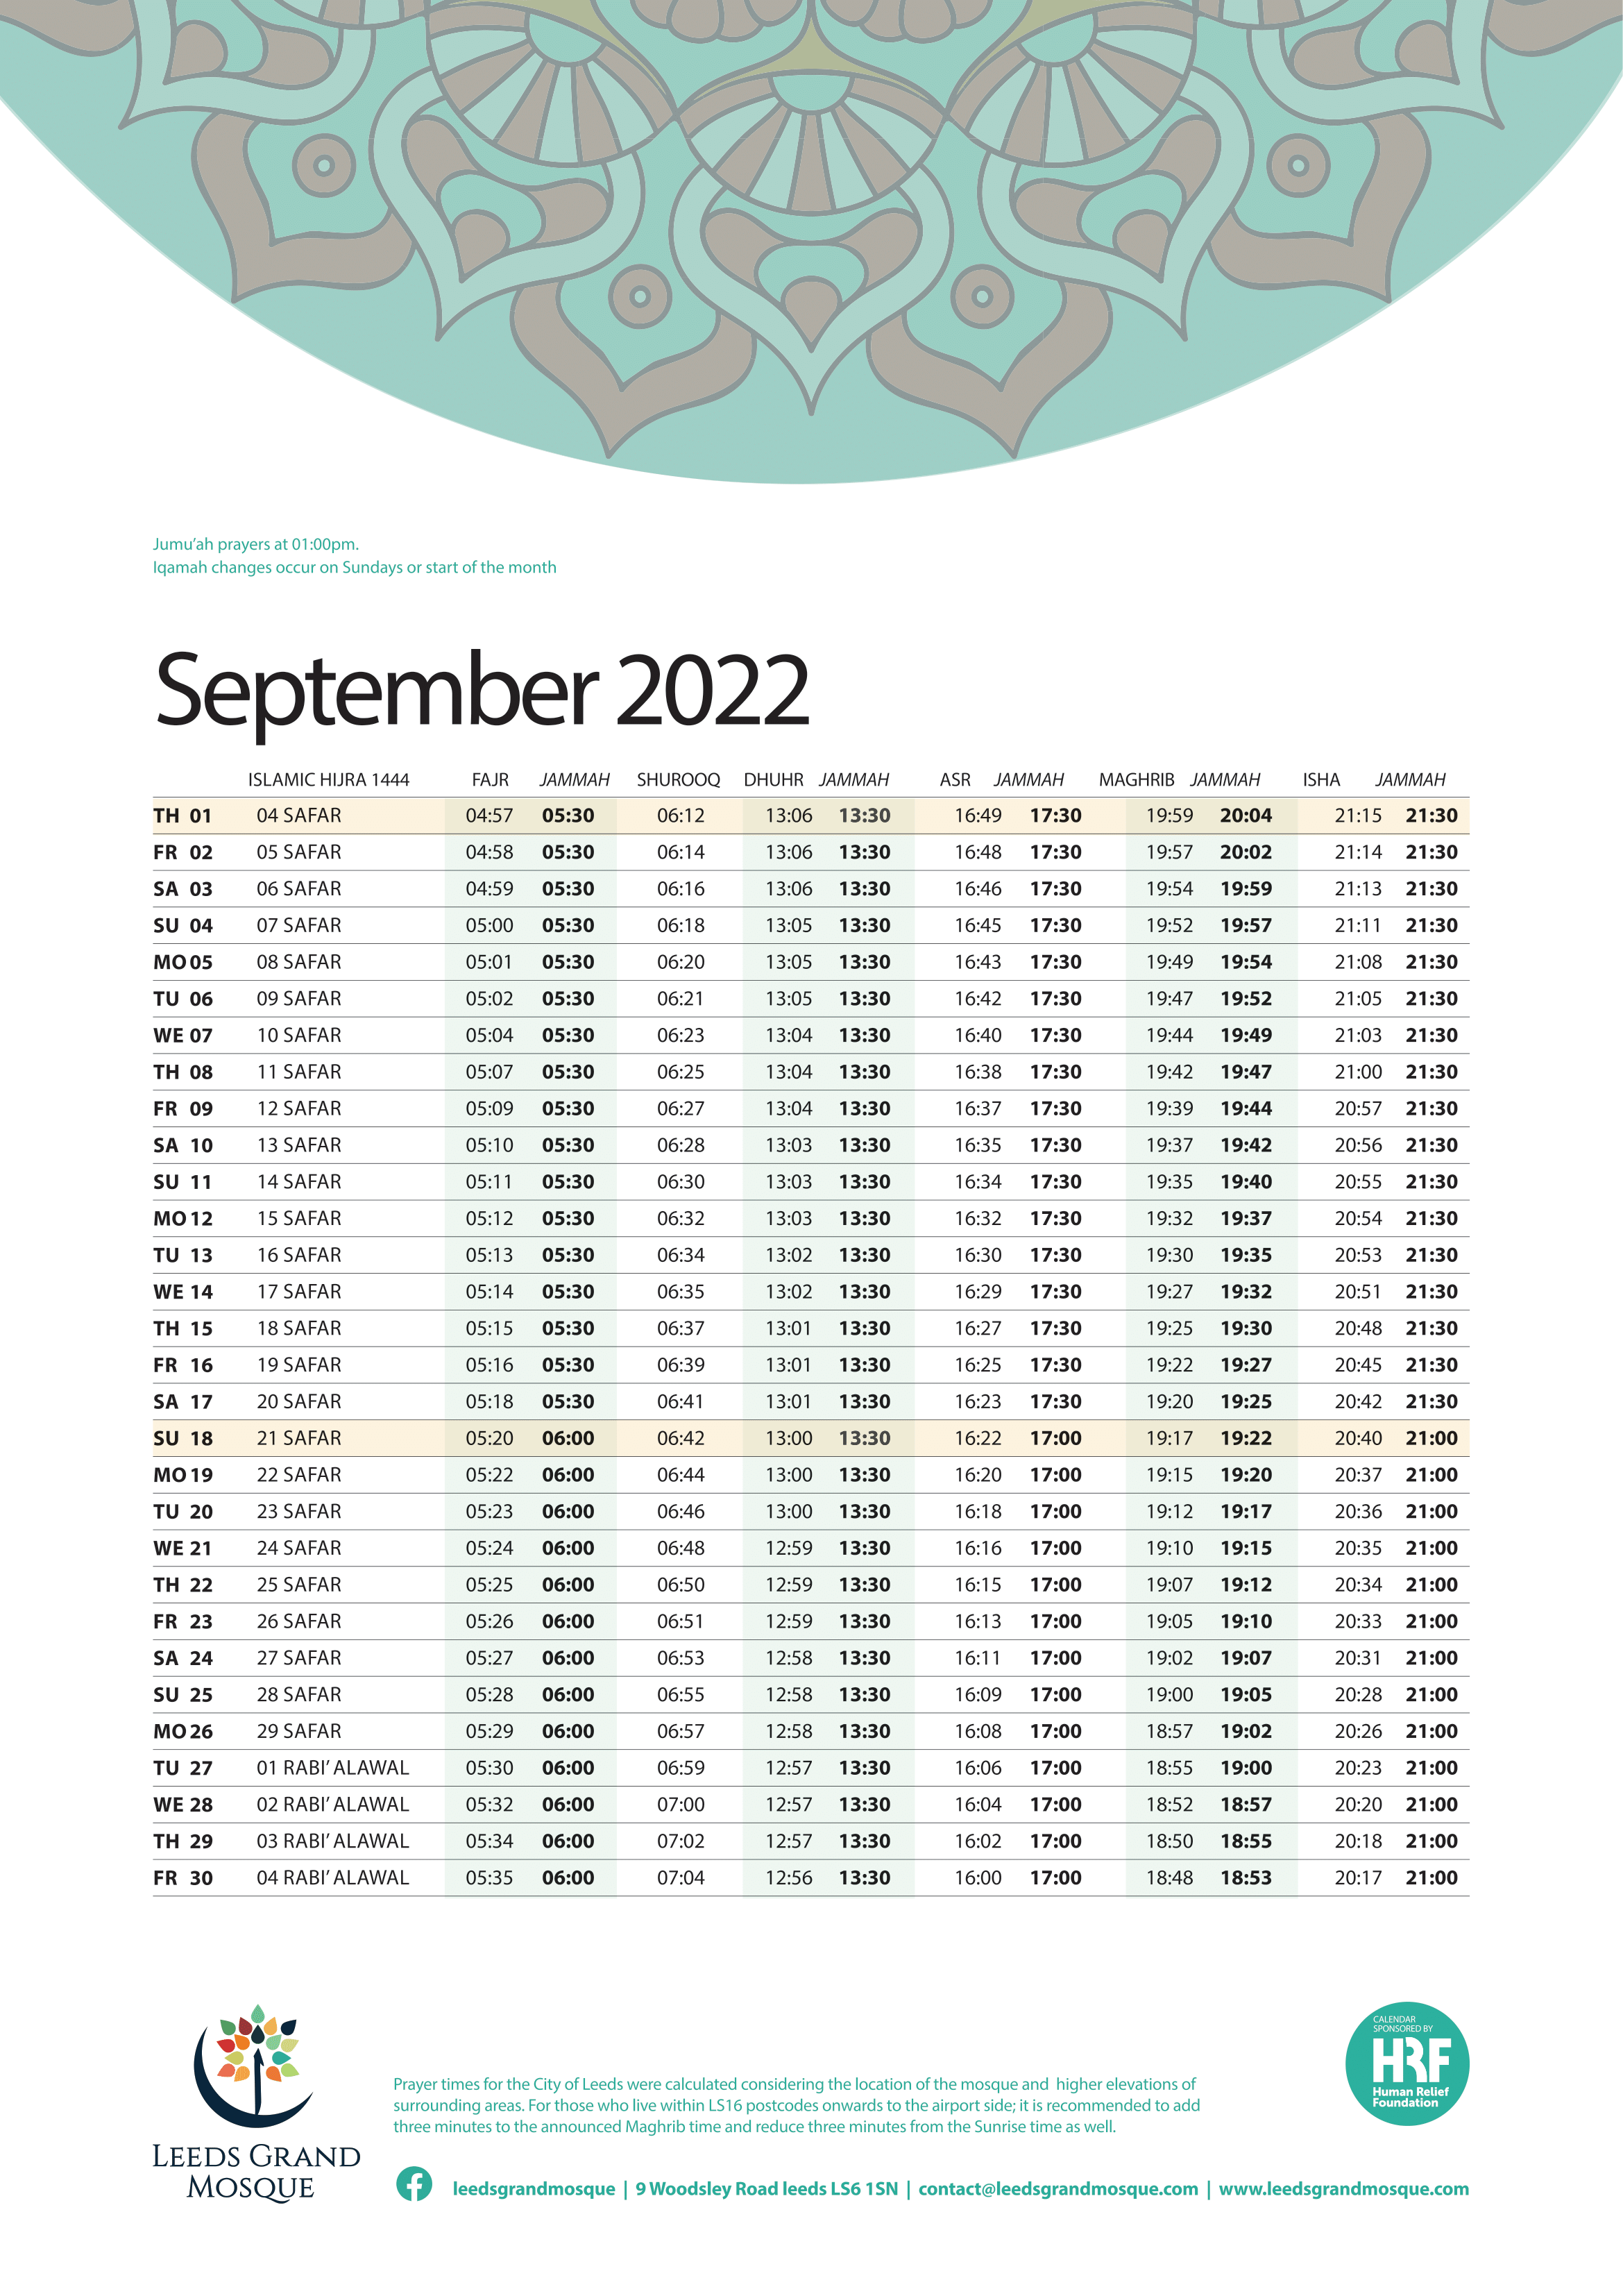 Jumu'ah prayers at 01:00pm.
Iqamah changes occur on Sundays or start of the month
September 2022
ISLAMIC HIJRA 1444 FAJR JAMMAH SHUROOQ DHUHR JAMMAH ASR JAMMAH MAGHRIB JAMMAH ISHA JAMMAH
TH 01 04 SAFAR 04:57 05:30 06:12 13:06 13:30 16:49 17:30 19:59 20:04 21:15 21:30
FR 02 05 SAFAR 04:58 05:30 06:14 13:06 13:30 16:48 17:30 19:57 20:02 21:14 21:30
SA 03 06 SAFAR 04:59 05:30 06:16 13:06 13:30 16:46 17:30 19:54 19:59 21:13 21:30
SU 04 07 SAFAR 05:00 05:30 06:18 13:05 13:30 16:45 17:30 19:52 19:57 21:11 21:30
MO 05 08 SAFAR 05:01 05:30 06:20 13:05 13:30 16:43 17:30 19:49 19:54 21:08 21:30
TU 06 09 SAFAR 05:02 05:30 06:21 13:05 13:30 16:42 17:30 19:47 19:52 21:05 21:30
WE 07 10 SAFAR 05:04 05:30 06:23 13:04 13:30 16:40 17:30 19:44 19:49 21:03 21:30
TH 08 11 SAFAR 05:07 05:30 06:25 13:04 13:30 16:38 17:30 19:42 19:47 21:00 21:30
FR 09 12 SAFAR 05:09 05:30 06:27 13:04 13:30 16:37 17:30 19:39 19:44 20:57 21:30
SA 10 13 SAFAR 05:10 05:30 06:28 13:03 13:30 16:35 17:30 19:37 19:42 20:56 21:30
SU 11 14 SAFAR 05:11 05:30 06:30 13:03 13:30 16:34 17:30 19:35 19:40 20:55 21:30
MO 12 15 SAFAR 05:12 05:30 06:32 13:03 13:30 16:32 17:30 19:32 19:37 20:54 21:30
TU 13 16 SAFAR 05:13 05:30 06:34 13:02 13:30 16:30 17:30 19:30 19:35 20:53 21:30
WE 14 17 SAFAR 05:14 05:30 06:35 13:02 13:30 16:29 17:30 19:27 19:32 20:51 21:30
TH 15 18 SAFAR 05:15 05:30 06:37 13:01 13:30 16:27 17:30 19:25 19:30 20:48 21:30
FR 16 19 SAFAR 05:16 05:30 06:39 13:01 13:30 16:25 17:30 19:22 19:27 20:45 21:30
SA 17 20 SAFAR 05:18 05:30 06:41 13:01 13:30 16:23 17:30 19:20 19:25 20:42 21:30
SU 18 21 SAFAR 05:20 06:00 06:42 13:00 13:30 16:22 17:00 19:17 19:22 20:40 21:00
MO 19 22 SAFAR 05:22 06:00 06:44 13:00 13:30 16:20 17:00 19:15 19:20 20:37 21:00
TU 20 23 SAFAR 05:23 06:00 06:46 13:00 13:30 16:18 17:00 19:12 19:17 20:36 21:00
WE 21 24 SAFAR 05:24 06:00 06:48 12:59 13:30 16:16 17:00 19:10 19:15 20:35 21:00
TH 22 25 SAFAR 05:25 06:00 06:50 12:59 13:30 16:15 17:00 19:07 19:12 20:34 21:00
FR 23 26 SAFAR 05:26 06:00 06:51 12:59 13:30 16:13 17:00 19:05 19:10 20:33 21:00
SA 24 27 SAFAR 05:27 06:00 06:53 12:58 13:30 16:11 17:00 19:02 19:07 20:31 21:00
SU 25 28 SAFAR 05:28 06:00 06:55 12:58 13:30 16:09 17:00 19:00 19:05 20:28 21:00
MO 26 29 SAFAR 05:29 06:00 06:57 12:58 13:30 16:08 17:00 18:57 19:02 20:26 21:00
TU 27 01 RABI' ALAWAL 05:30 06:00 06:59 12:57 13:30 16:06 17:00 18:55 19:00 20:23 21:00
WE 28 02 RABI' ALAWAL 05:32 06:00 07:00 12:57 13:30 16:04 17:00 18:52 18:57 20:20 21:00
TH 29 03 RABI' ALAWAL 05:34 06:00 07:02 12:57 13:30 16:02 17:00 18:50 18:55 20:18 21:00
FR 30 04 RABI' ALAWAL 05:35 06:00 07:04 12:56 13:30 16:00 17:00 18:48 18:53 20:17 21:00
CALENDAR
SPONSORED BY
HRF
Human Relief
Foundation
Prayer times for the City of Leeds were calculated considering the location of the mosque and higher elevations of
surrounding areas. For those who live within LS16 postcodes onwards to the airport side; it is recommended to add
three minutes to the announced Maghrib time and reduce three minutes from the Sunrise time as well.
LEEDS GRAND
MOSQUE
leedsgrandmosque | 9 Woodsley Road leeds LS6 1SN | contact@leedsgrandmosque.com | www.leedsgrandmosque.com